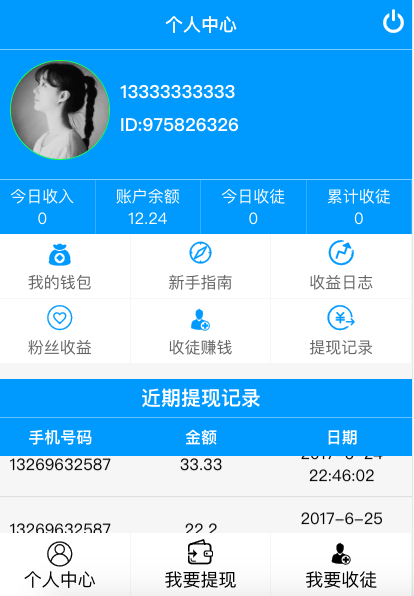 个人中心
13333333333
ID:975826326
今日收入 账户余额 今日收徒 累计收徒
0 12.24 0 0
我的钱包 新手指南 收益日志
粉丝收益 收徒赚钱 提现记录
近期提现记录
手机号码 金额 日期
2017-6-24
13269632587 33.33
22:46:02
2017-6-25
13269632587 22.2
个人中心 我要提现 我要收徒